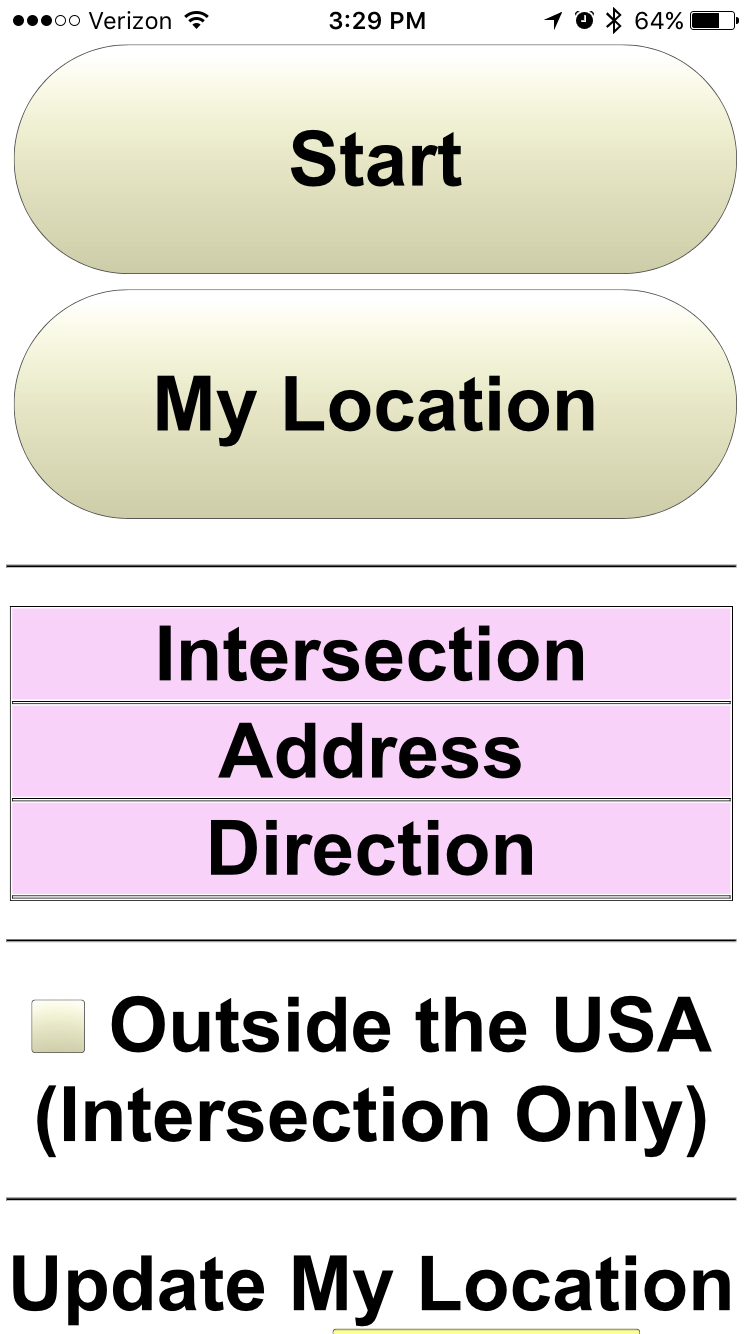 Verizon 3:29 PM 64%
Start
My Location
Intersection
Address
Direction
Outside the USA
(Intersection Only)
Update My Location